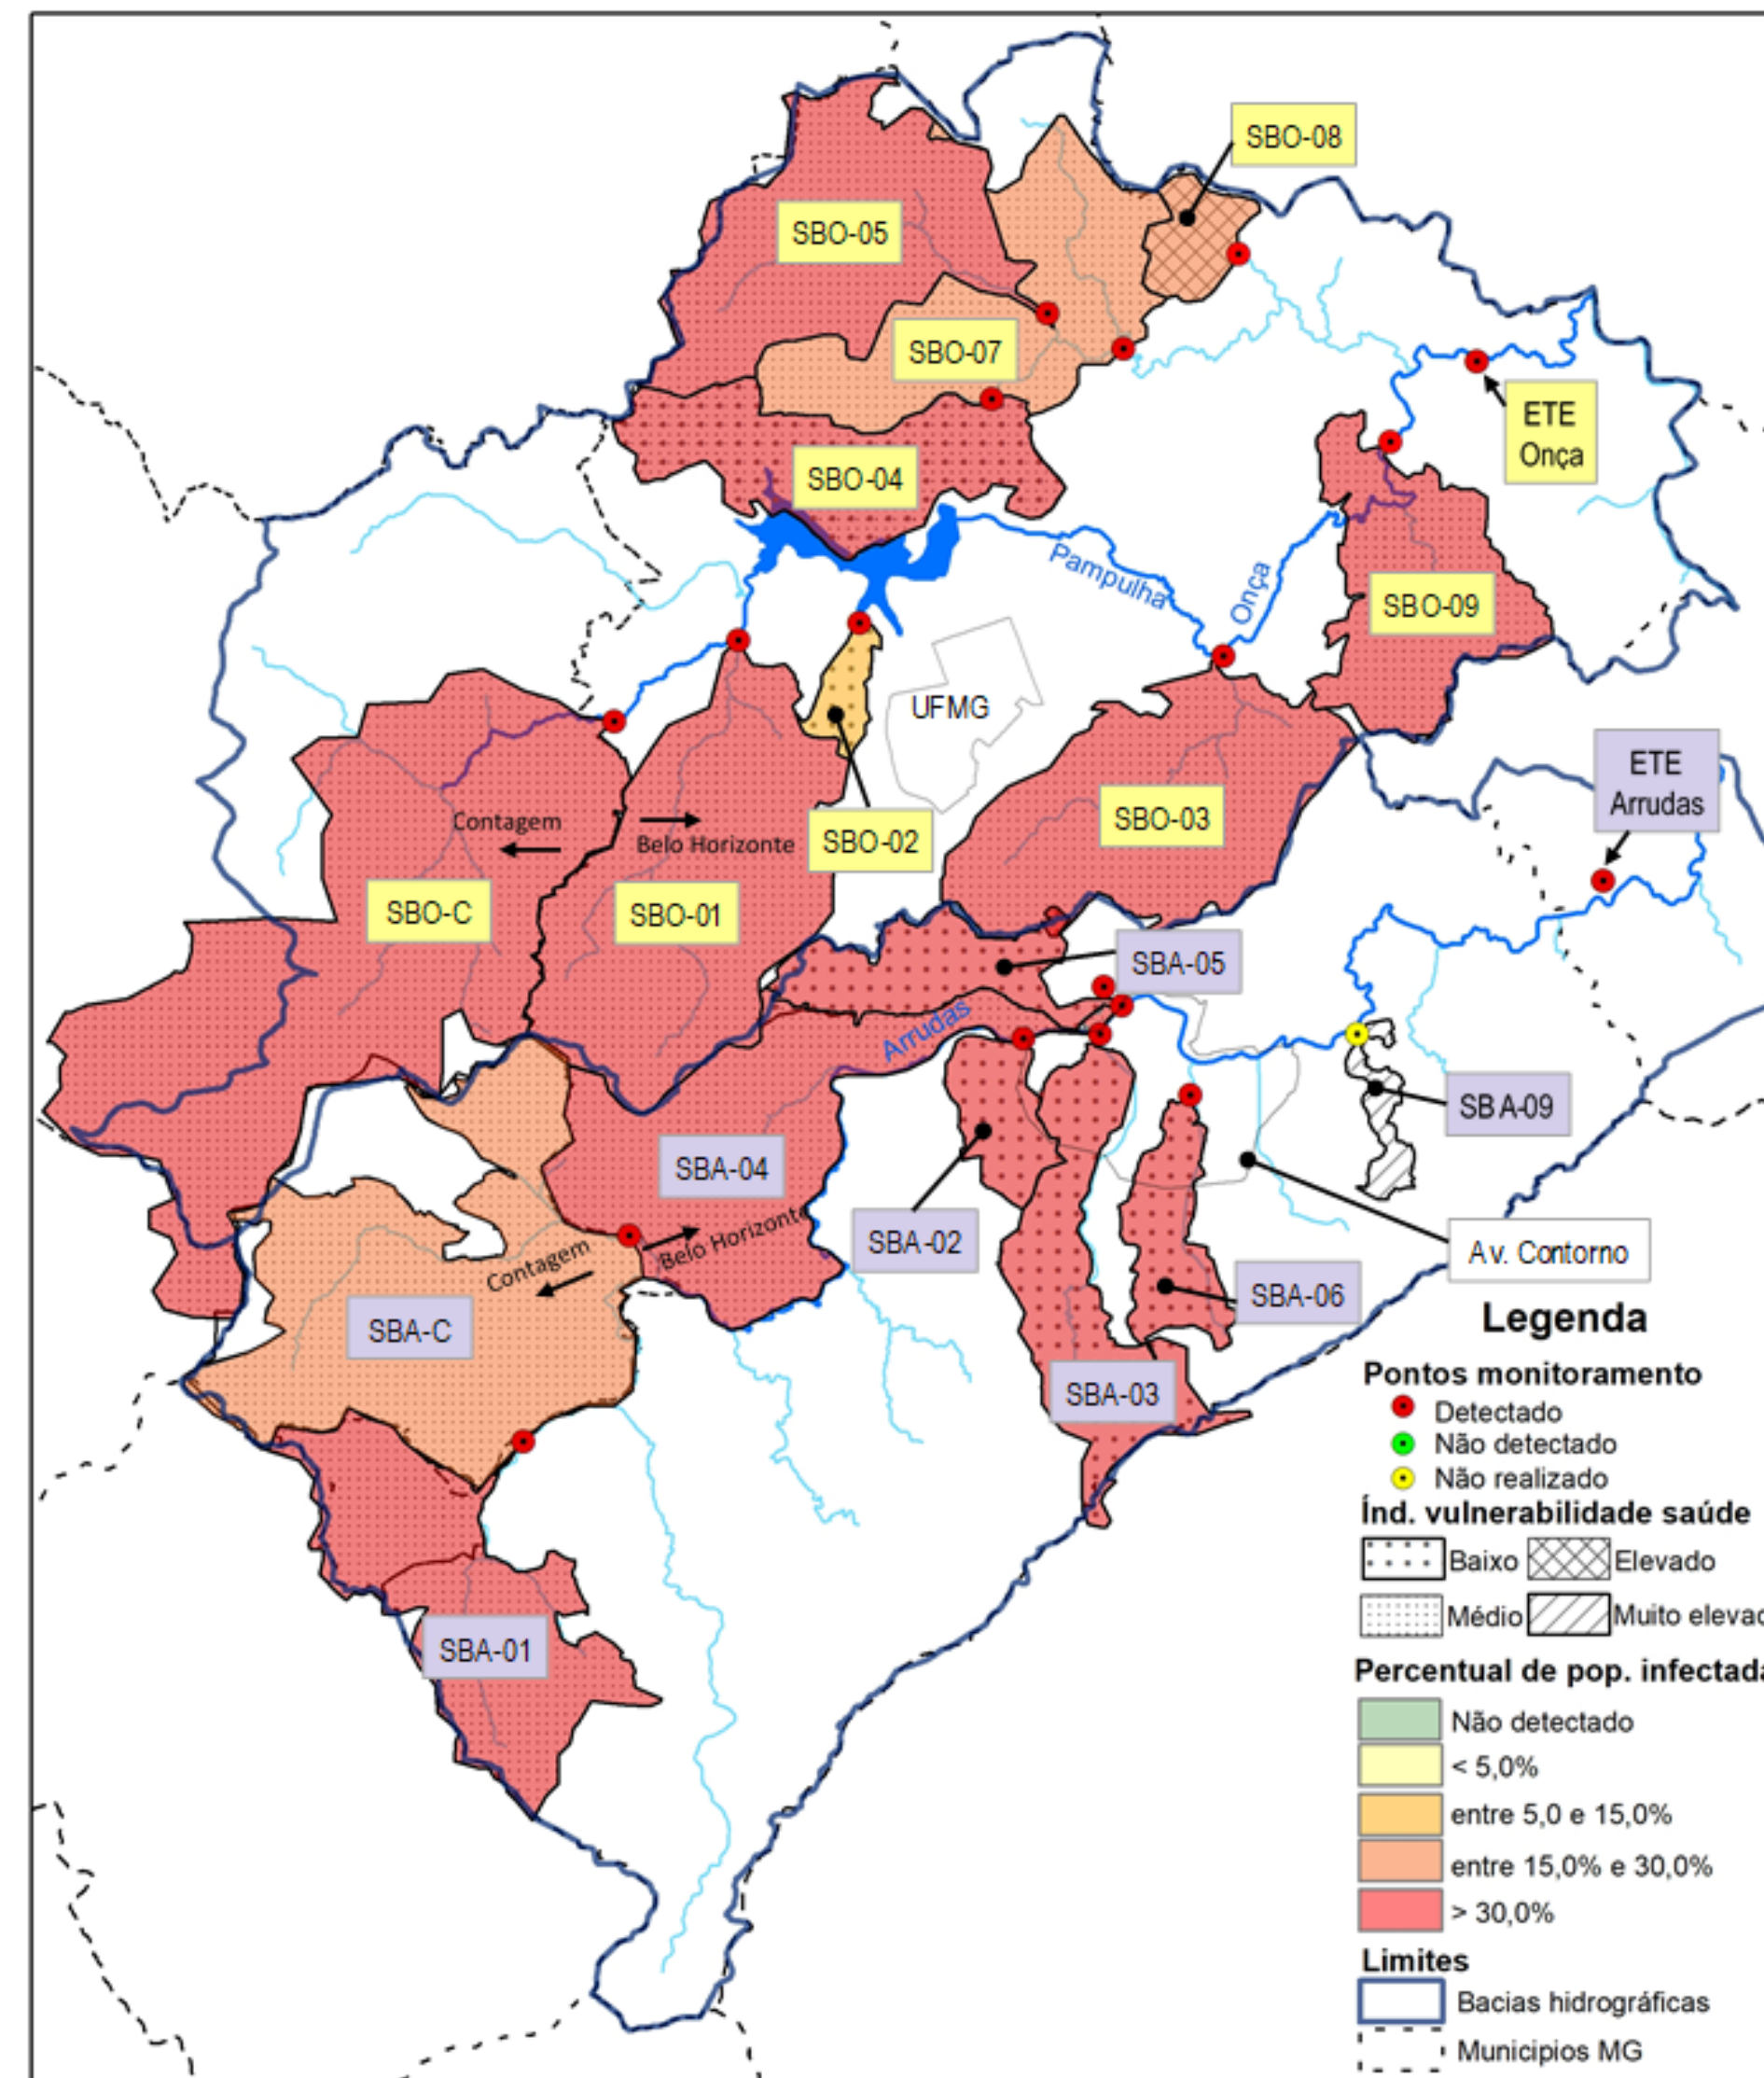 SBO-08
SBO-05
SBO-07
ETE
Onça
SBO-04
Pampulha
Onça
SBO-09
UFMG
ETE
Arrudas
Contagem
Belo Horizonte
SBO-02
SBO-03
SBO-C
SBO-01
SBA-05
Arrudas
SBA-09
SBA-04
SBA-02
Belo Horizonte
Contagem
Av. Contorno
SBA-06
SBA-C
SBA-03
SBA-01
Legenda
Pontos monitoramento
Detectado
Não detectado
Não realizado
Índ. vulnerabilidade saúde
Baixo Elevado
Médio Muito elevad
Percentual de pop. infectada
Não detectado
< 5,0%
entre 5,0 e 15,0%
entre 15,0% e 30,0%
> 30,0%
Limites
Bacias hidrográficas
Municipios MG